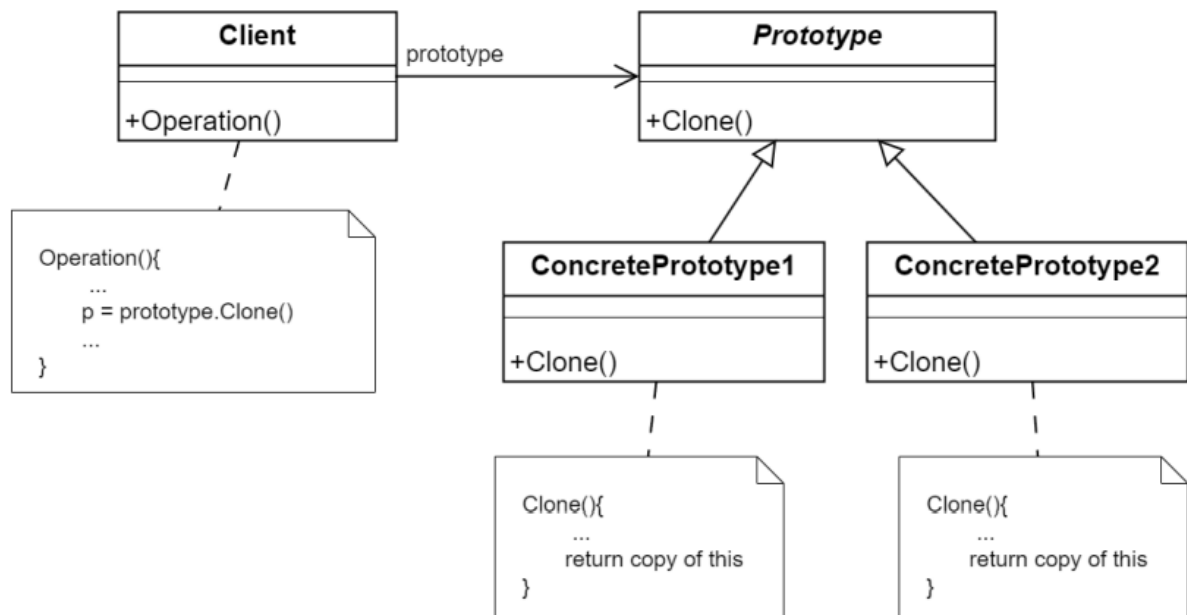 Client
+Operation()
prototype
Prototype
+Clone()
Operation(){
...
p = prototype.Clone()
...
}
ConcretePrototype1
+Clone()
ConcretePrototype2
+Clone()
Clone(){
...
return copy of this
}
Clone(){
...
return copy of this
}